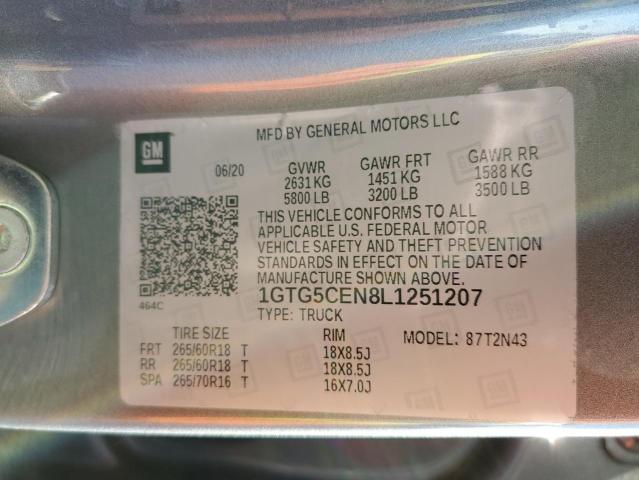 MFD BY GENERAL MOTORS LLC
GM
06/20 GVWR GAWR FRT GAWR RR
2631 KG 1451 KG 1588 KG
5800 LB 3200 LB 3500 LB
THIS VEHICLE CONFORMS TO ALL
APPLICABLE U.S. FEDERAL MOTOR
VEHICLE SAFETY AND THEFT PREVENTION
STANDARDS IN EFFECT ON THE DATE OF
MANUFACTURE SHOWN ABOVE.
464C 1GTG5CEN8L1251207
TYPE: TRUCK
TIRE SIZE RIM MODEL: 87T2N43
FRT 265/60R18 T 18X8.5J
RR 265/60R18 T 18X8.5J
SPA 265/70R16 T 16X7.0J